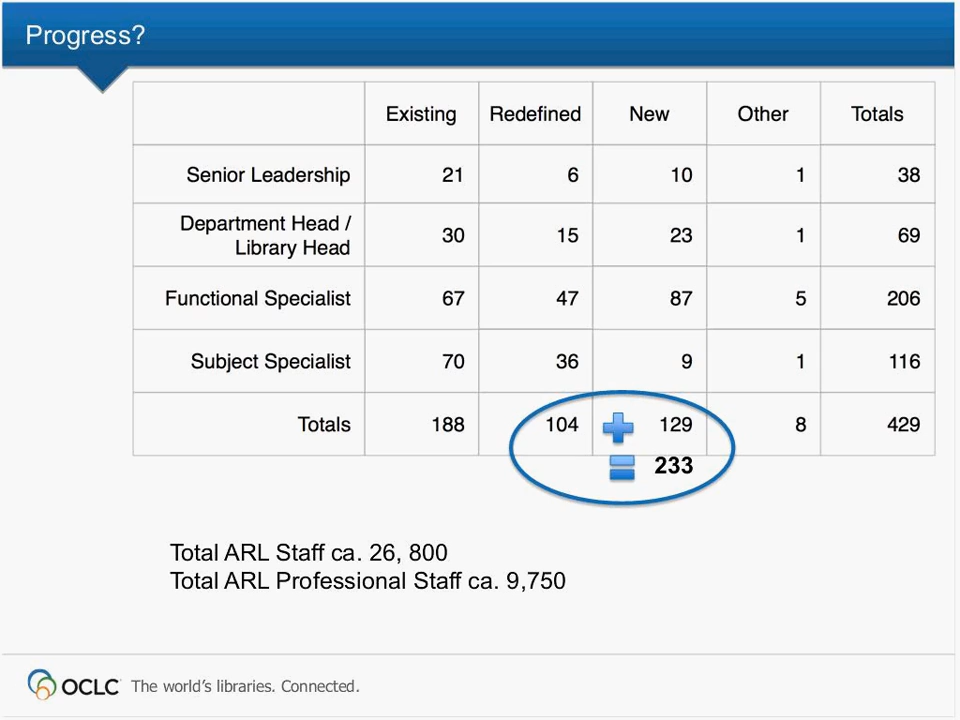 Progress?
Existing Redefined New Other Totals
Senior Leadership 21 6 10 1 38
Department Head /
Library Head 30 15 23 1 69
Functional Specialist 67 47 87 5 206
Subject Specialist 70 36 9 1 116
Totals 188 104 + 129 8 429
= 233
Total ARL Staff ca. 26, 800
Total ARL Professional Staff ca. 9,750
OCLC The world's libraries. Connected.